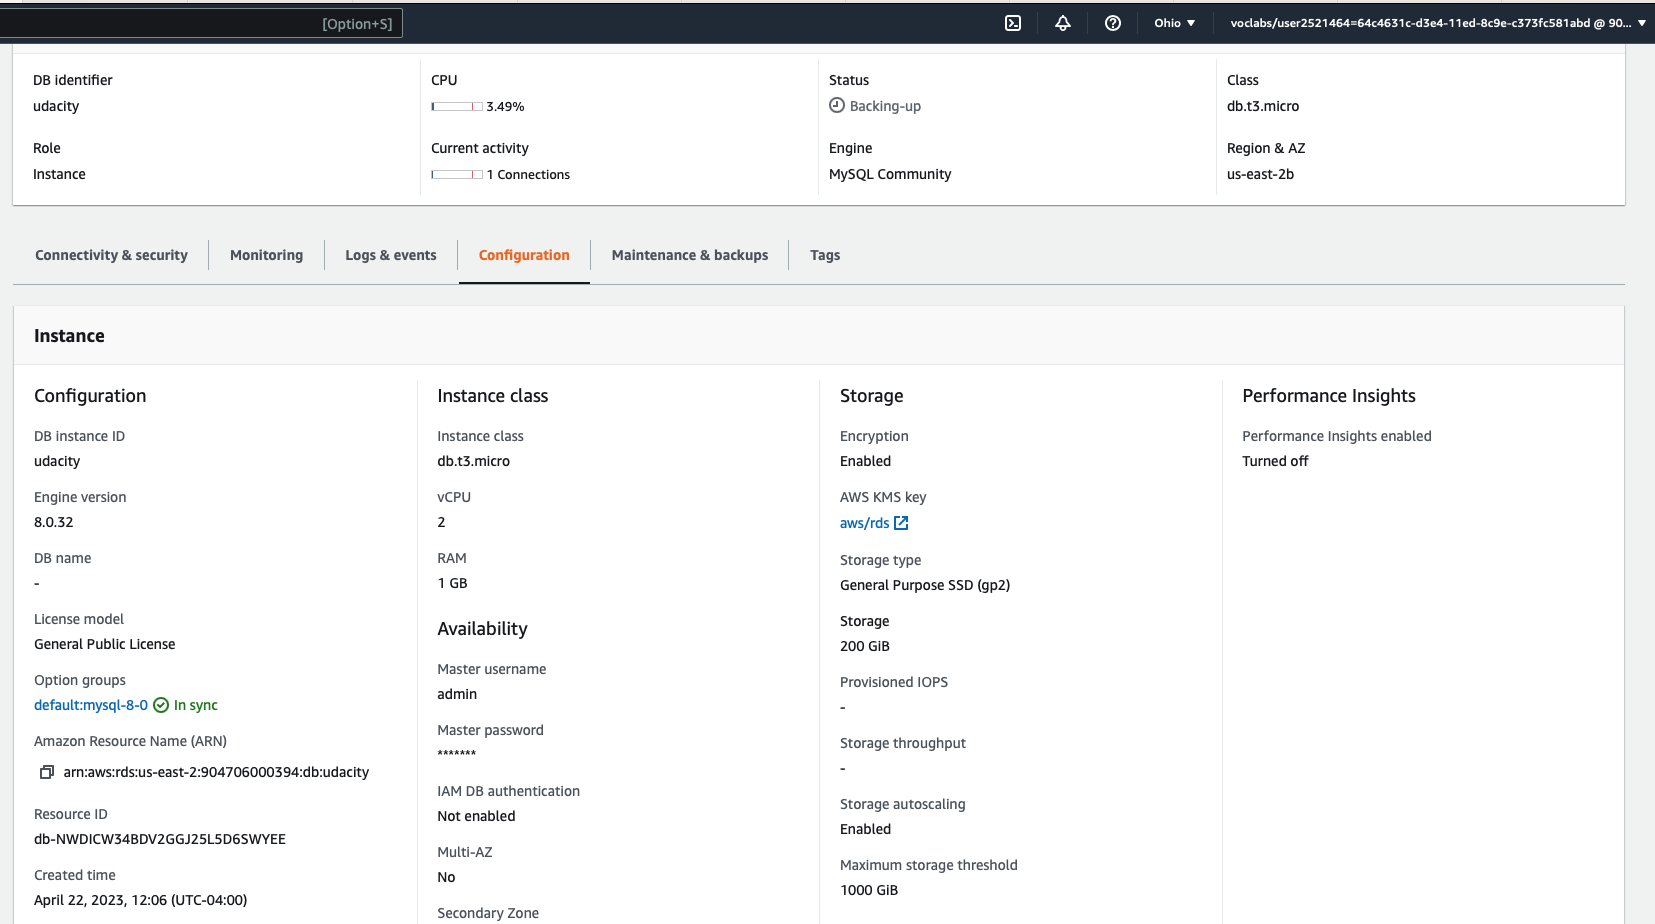 [Option+S]
Ohio ▼
voclabs/user2521464=64c4631c-d3e4-11ed-8c9e-c373fc581abd @ 90... ▼
DB identifier
udacity
CPU
3.49%
Status
Backing-up
Class
db.t3.micro
Role
Instance
Current activity
1 Connections
Engine
MySQL Community
Region & AZ
us-east-2b
Connectivity & security
Monitoring
Logs & events
Configuration
Maintenance & backups
Tags
Instance
Configuration
DB instance ID
udacity
Engine version
8.0.32
DB name
-
License model
General Public License
Option groups
default:mysql-8-0 In sync
Amazon Resource Name (ARN)
arn:aws:rds:us-east-2:904706000394:db:udacity
Resource ID
db-NWDICW34BDV2GGJ25L5D6SWYEE
Created time
April 22, 2023, 12:06 (UTC-04:00)
Instance class
Instance class
db.t3.micro
vCPU
2
RAM
1 GB
Availability
Master username
admin
Master password
*******
IAM DB authentication
Not enabled
Multi-AZ
No
Secondary Zone
Storage
Encryption
Enabled
AWS KMS key
aws/rds
Storage type
General Purpose SSD (gp2)
Storage
200 GiB
Provisioned IOPS
-
Storage throughput
-
Storage autoscaling
Enabled
Maximum storage threshold
1000 GiB
Performance Insights
Performance Insights enabled
Turned off